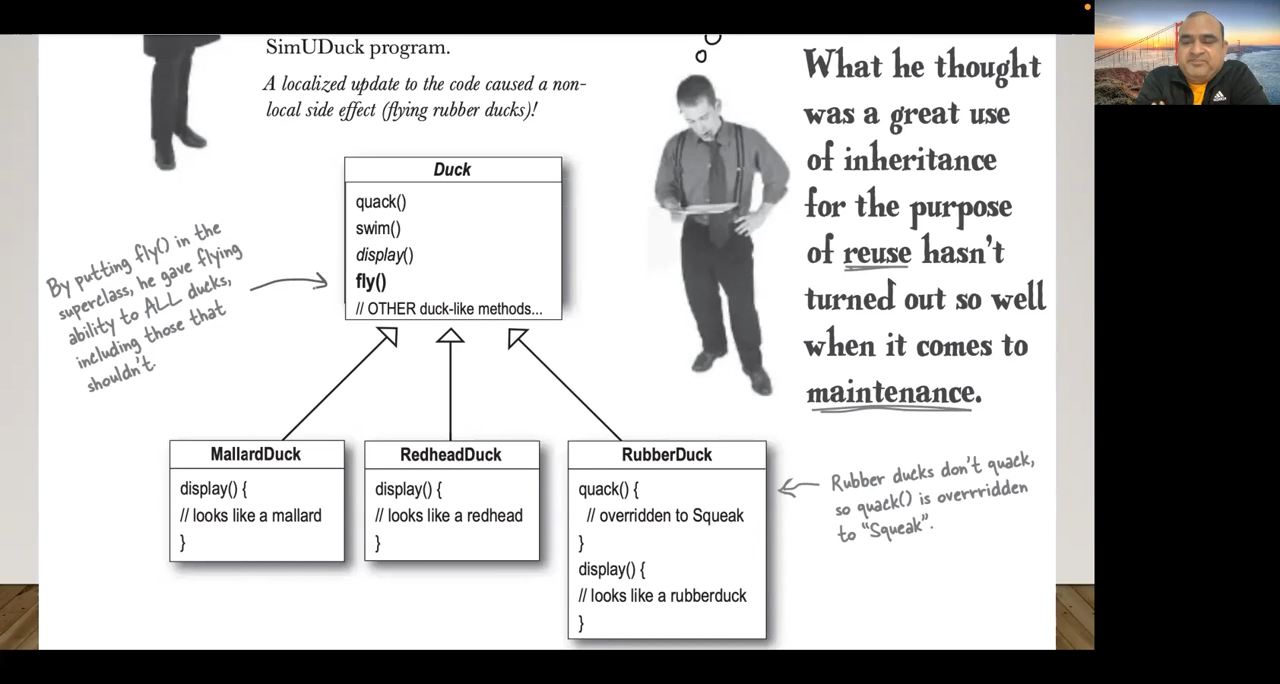 SimUDuck program.
A localized update to the code caused a non-
local side effect (flying rubber ducks)!
What he thought
was a great use
of inheritance
for the purpose
of reuse hasn't
turned out so well
when it comes to
maintenance.
By putting fly() in the
superclass, he gave flying
ability to ALL ducks,
including those that
shouldn't.
Duck
quack()
swim()
display()
fly()
// OTHER duck-like methods...
MallardDuck
display() {
// looks like a mallard
}
RedheadDuck
display() {
// looks like a redhead
}
RubberDuck
quack() {
// overridden to Squeak
}
display() {
// looks like a rubberduck
}
Rubber ducks don't quack,
so quack() is overrridden
to "Squeak".
adidas